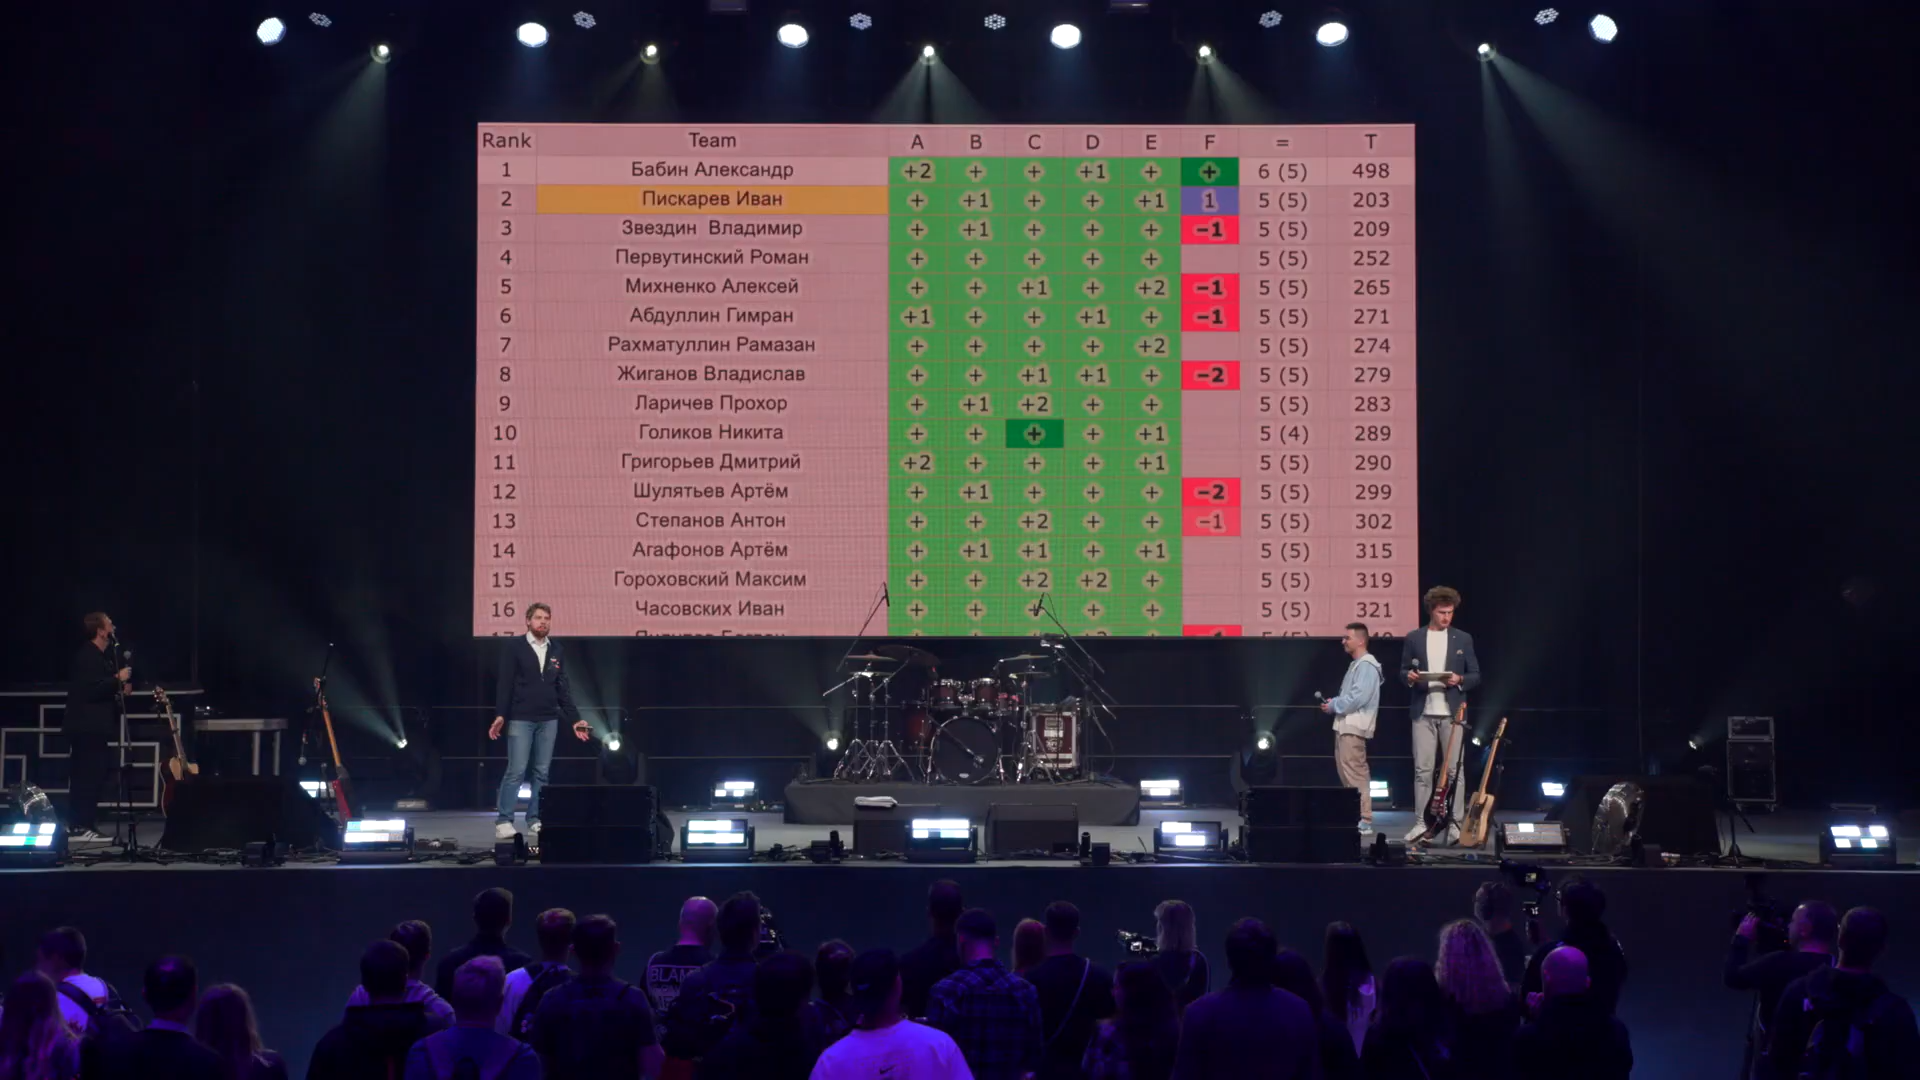 Rank Team A B C D E F = T
1 Бабин Александр +2 + + +1 + + 6 (5) 498
2 Пискарев Иван + +1 + + +1 1 5 (5) 203
3 Звездин Владимир + +1 + + + −1 5 (5) 209
4 Первутинский Роман + + + + + 5 (5) 252
5 Михненко Алексей + + +1 + +2 −1 5 (5) 265
6 Абдуллин Гимран +1 + + +1 + −1 5 (5) 271
7 Рахматуллин Рамазан + + + + +2 5 (5) 274
8 Жиганов Владислав + + +1 +1 + −2 5 (5) 279
9 Ларичев Прохор + +1 +2 + + 5 (5) 283
10 Голиков Никита + + + + +1 5 (4) 289
11 Григорьев Дмитрий +2 + + + +1 5 (5) 290
12 Шулятьев Артём + +1 + + + −2 5 (5) 299
13 Степанов Антон + + +2 + + −1 5 (5) 302
14 Агафонов Артём + +1 +1 + +1 5 (5) 315
15 Гороховский Максим + + +2 +2 + 5 (5) 319
16 Часовских Иван + + + + + 5 (5) 321